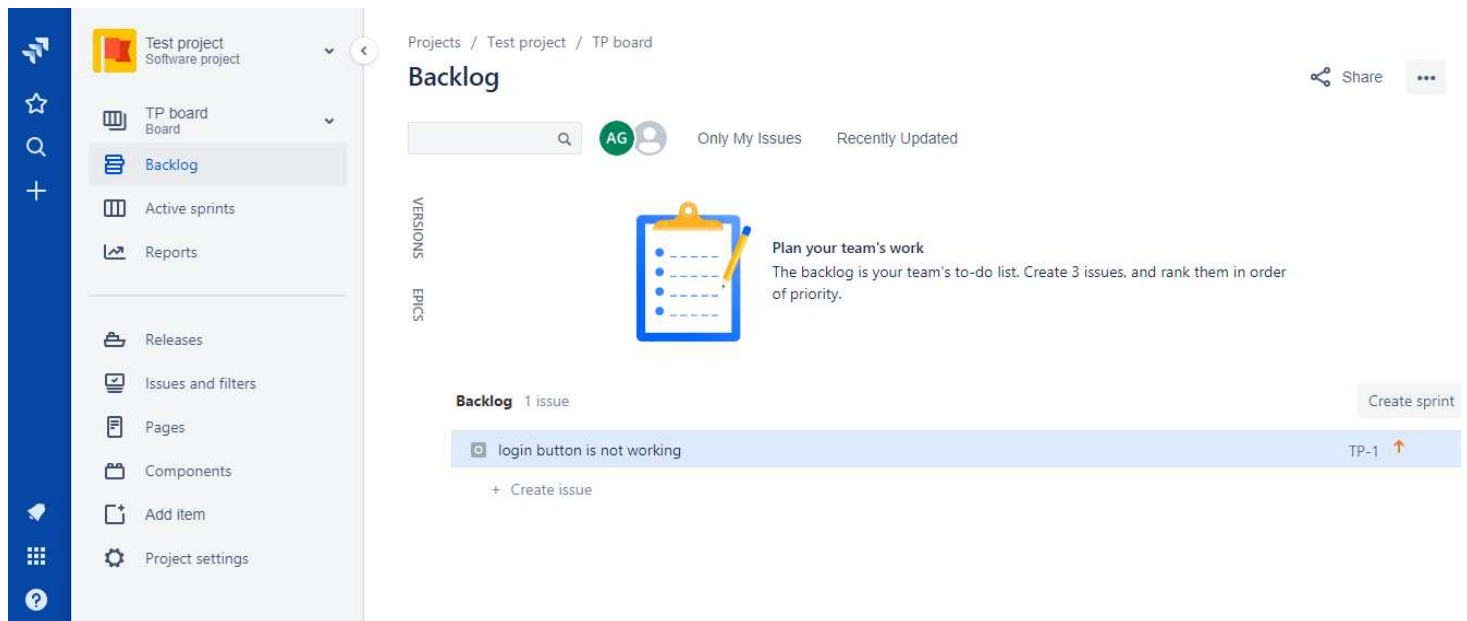 Test project
Software project
TP board
Board
Backlog
Active sprints
Reports
Releases
Issues and filters
Pages
Components
Add item
Project settings
Projects / Test project / TP board
Backlog
Share
AG
Only My Issues
Recently Updated
VERSIONS
EPICS
Plan your team's work
The backlog is your team's to-do list. Create 3 issues, and rank them in order
of priority.
Backlog 1 issue
Create sprint
login button is not working
TP-1
+ Create issue